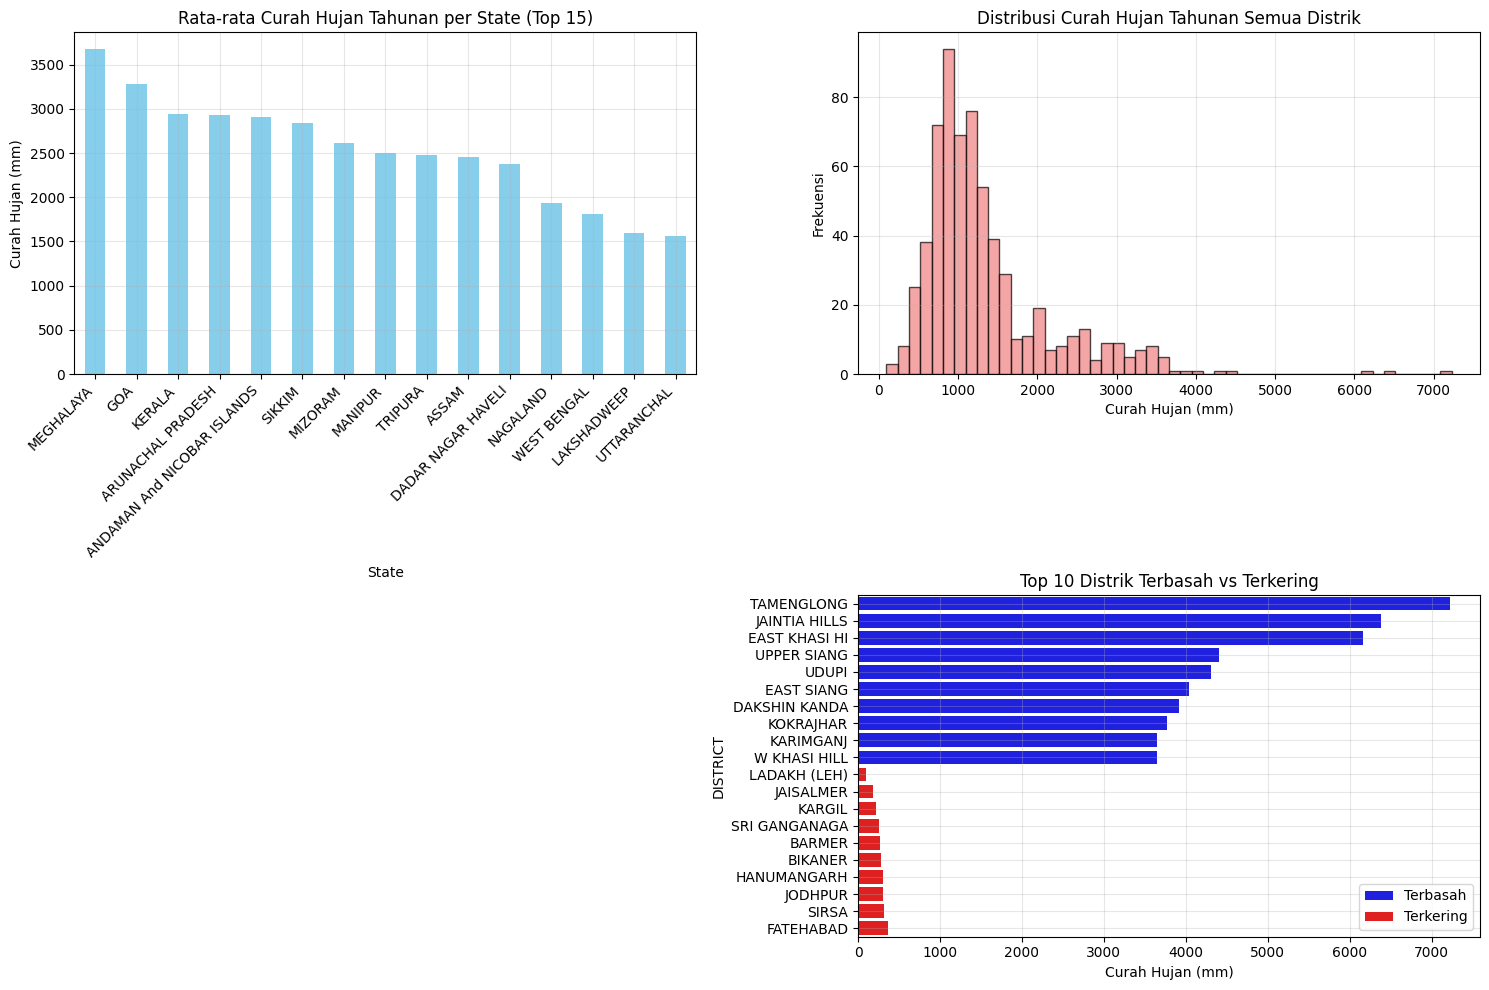 Rata-rata Curah Hujan Tahunan per State (Top 15)
Curah Hujan (mm)
3500
3000
2500
2000
1500
1000
500
0
MEGHALAYA
GOA
KERALA
ARUNACHAL PRADESH
ANDAMAN And NICOBAR ISLANDS
SIKKIM
MIZORAM
MANIPUR
TRIPURA
ASSAM
DADAR NAGAR HAVELI
NAGALAND
WEST BENGAL
LAKSHADWEEP
UTTARANCHAL
State
Distribusi Curah Hujan Tahunan Semua Distrik
Frekuensi
80
60
40
20
0
0 1000 2000 3000 4000 5000 6000 7000
Curah Hujan (mm)
Top 10 Distrik Terbasah vs Terkering
DISTRICT
TAMENGLONG
JAINTIA HILLS
EAST KHASI HI
UPPER SIANG
UDUPI
EAST SIANG
DAKSHIN KANDA
KOKRAJHAR
KARIMGANJ
W KHASI HILL
LADAKH (LEH)
JAISALMER
KARGIL
SRI GANGANAGA
BARMER
BIKANER
HANUMANGARH
JODHPUR
SIRSA
FATEHABAD
Terbasah
Terkering
0 1000 2000 3000 4000 5000 6000 7000
Curah Hujan (mm)